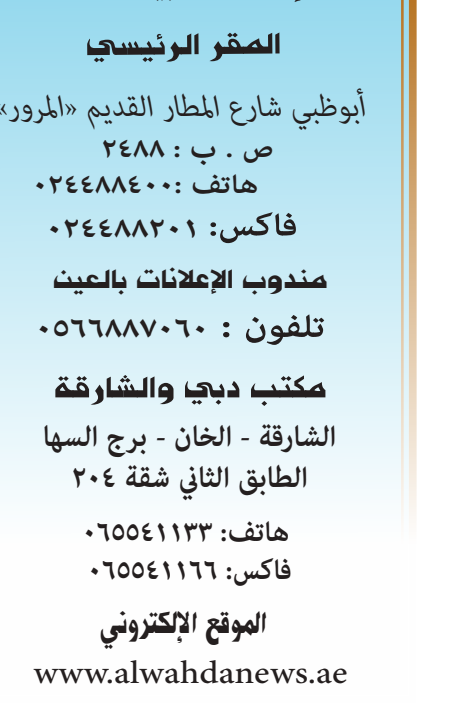 المقر الرئيسي
أبوظبي شارع المطار القديم «المرور»
ص . ب : ٢٤٨٨
هاتف :٠٢٤٤٨٨٤٠٠
فاكس: ٠٢٤٤٨٨٢٠١
مندوب الإعلانات بالعين
تلفون : ٠٥٦٦٨٨٧٠٦٠
مكتب دبي والشارقة
الشارقة - الخان - برج السها
الطابق الثاني شقة ٢٠٤
هاتف: ٠٦٥٥٤١١٣٣
فاكس: ٠٦٥٥٤١١٦٦
الموقع الإلكتروني
www.alwahdanews.ae